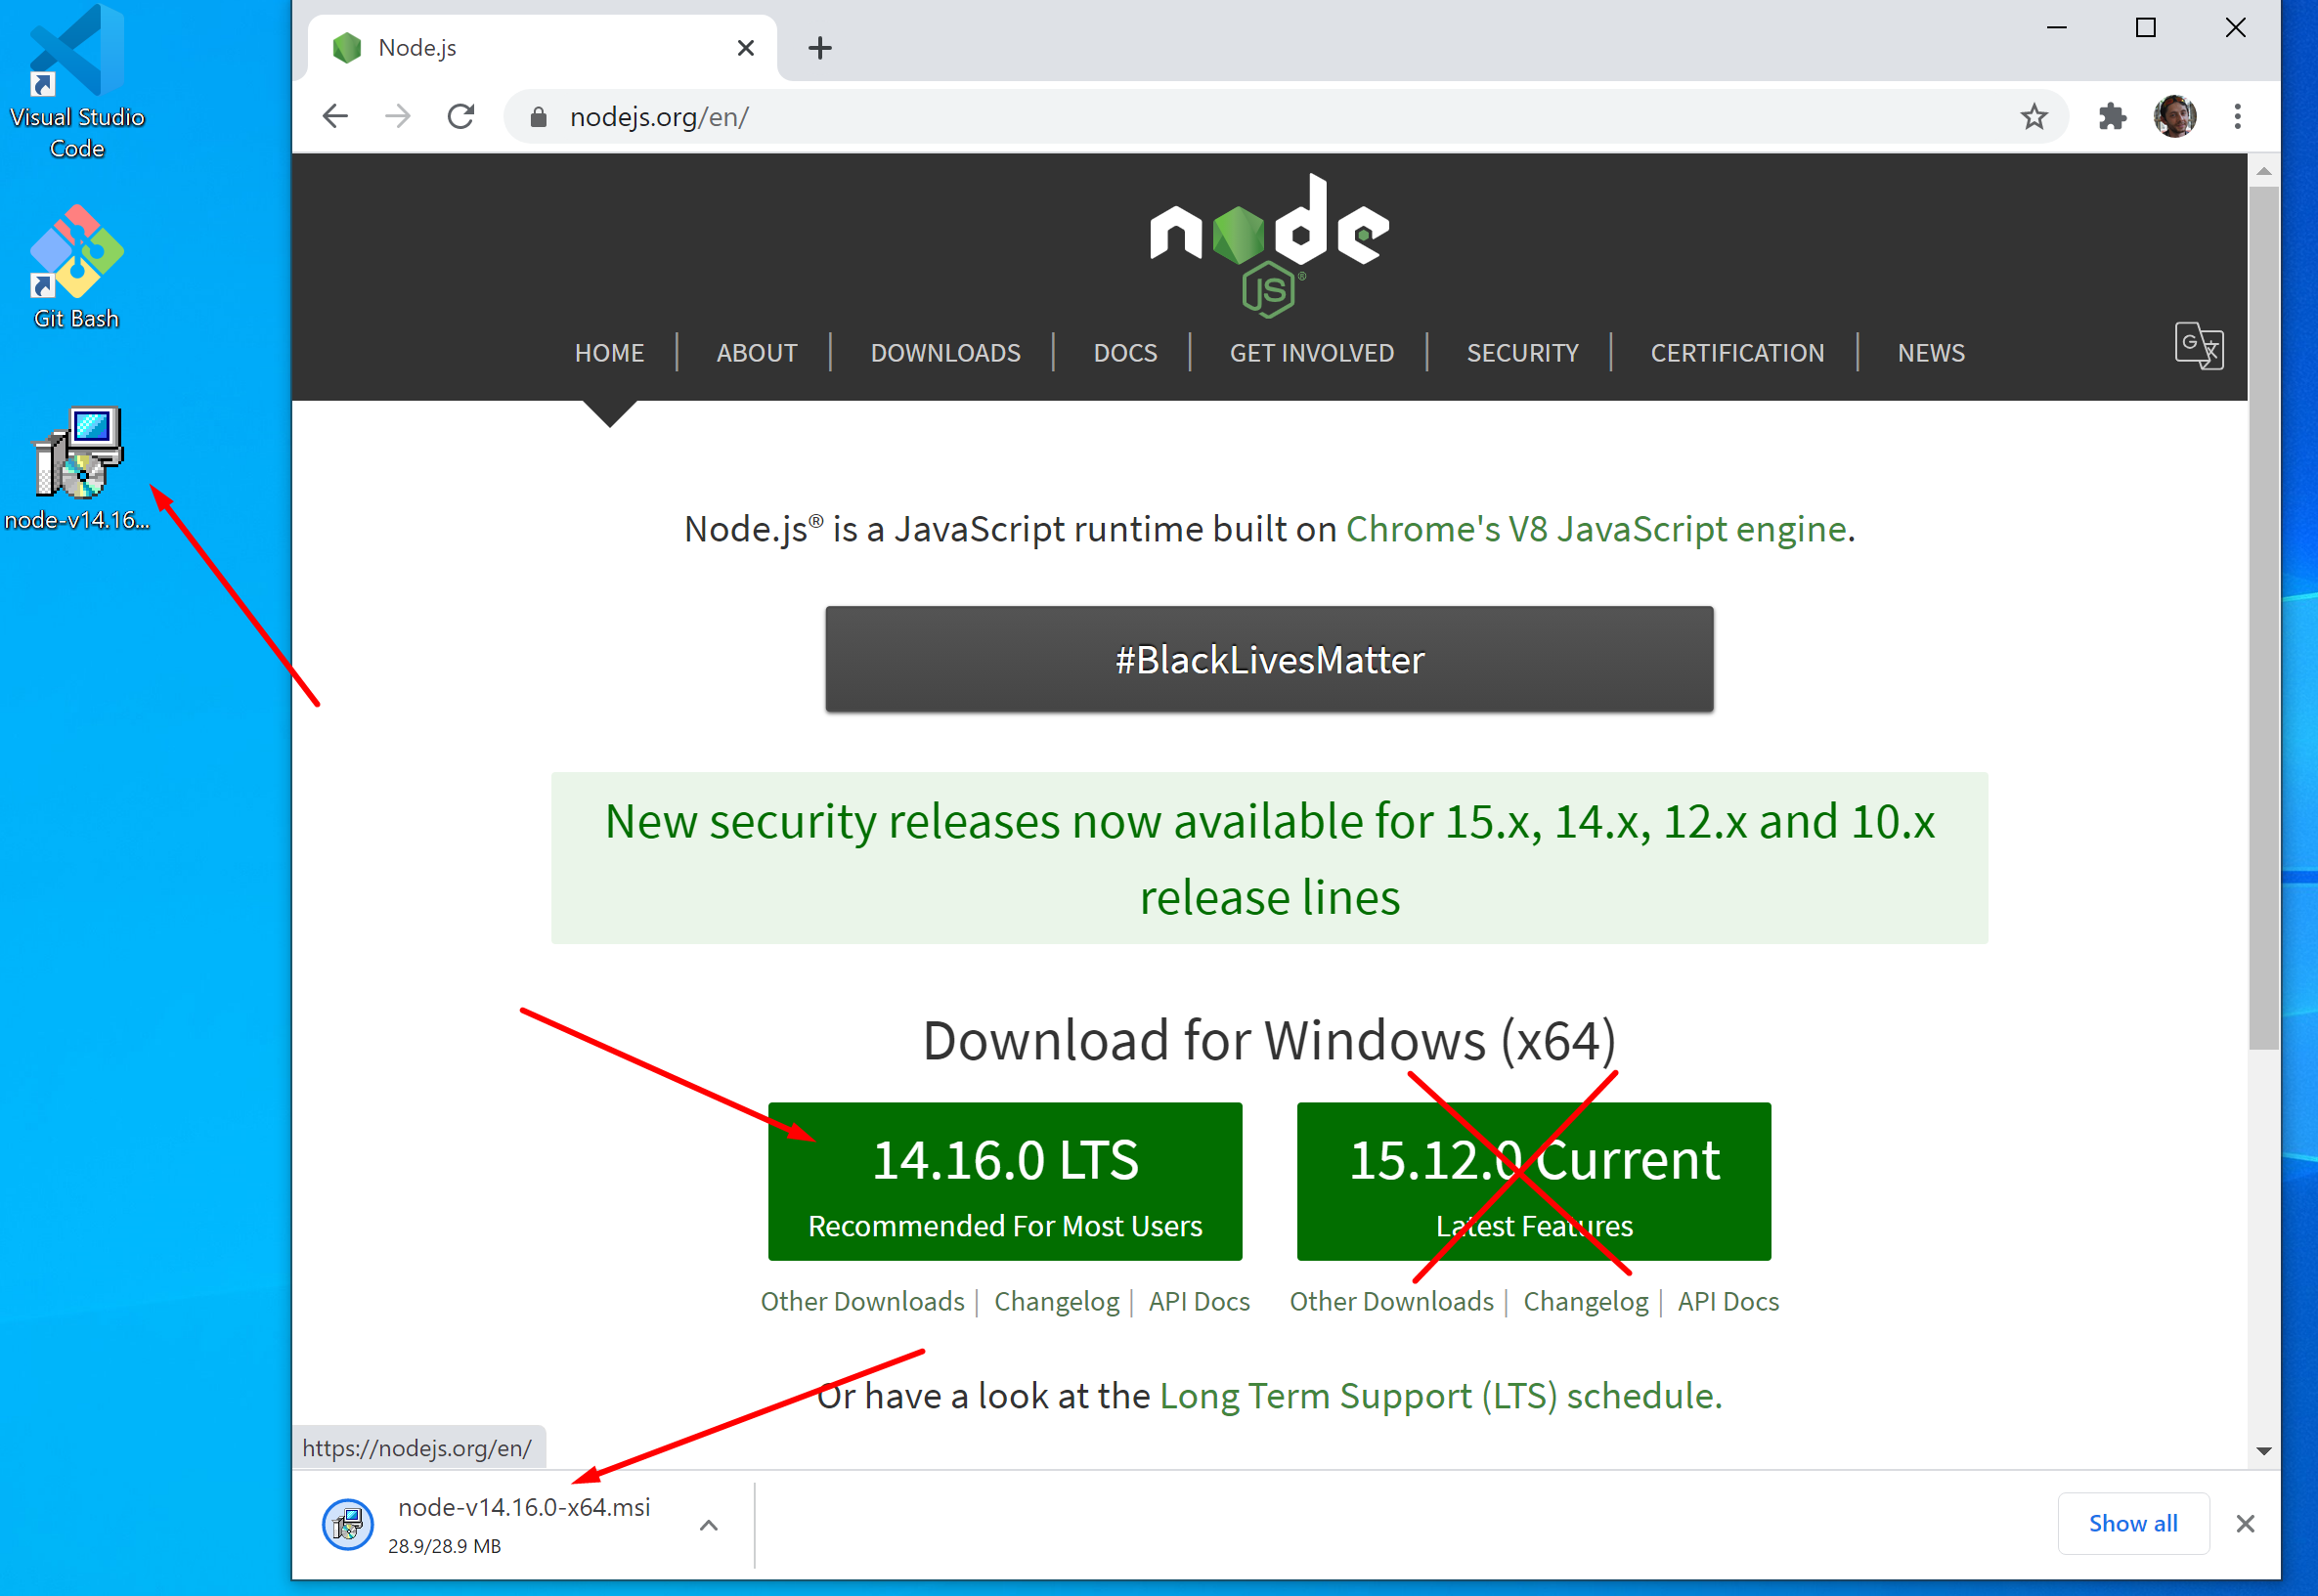 Visual Studio
Code
Git Bash
node-v14.16...
Node.js
nodejs.org/en/
node
JS®
HOME
ABOUT
DOWNLOADS
DOCS
GET INVOLVED
SECURITY
CERTIFICATION
NEWS
Node.js® is a JavaScript runtime built on Chrome's V8 JavaScript engine.
#BlackLivesMatter
New security releases now available for 15.x, 14.x, 12.x and 10.x
release lines
Download for Windows (x64)
14.16.0 LTS
Recommended For Most Users
15.12.0 Current
Latest Features
Other Downloads | Changelog | API Docs
Other Downloads | Changelog | API Docs
Or have a look at the Long Term Support (LTS) schedule.
https://nodejs.org/en/
node-v14.16.0-x64.msi
28.9/28.9 MB
Show all